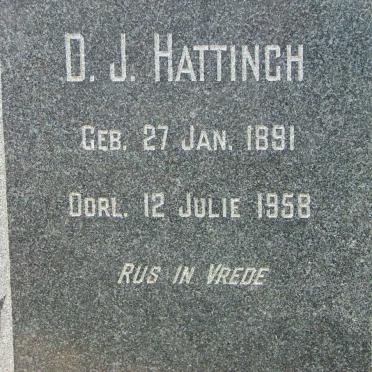 D. J. HATTINGH
GEB. 27 JAN. 1891
OORL. 12 JULIE 1958
RUS IN VREDE